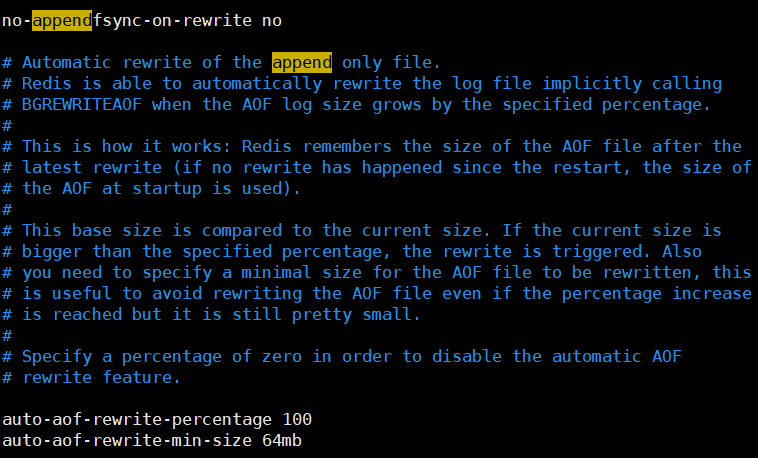 no-appendfsync-on-rewrite no
# Automatic rewrite of the append only file.
# Redis is able to automatically rewrite the log file implicitly calling
# BGREWRITEAOF when the AOF log size grows by the specified percentage.
#
# This is how it works: Redis remembers the size of the AOF file after the
# latest rewrite (if no rewrite has happened since the restart, the size of
# the AOF at startup is used).
#
# This base size is compared to the current size. If the current size is
# bigger than the specified percentage, the rewrite is triggered. Also
# you need to specify a minimal size for the AOF file to be rewritten, this
# is useful to avoid rewriting the AOF file even if the percentage increase
# is reached but it is still pretty small.
#
# Specify a percentage of zero in order to disable the automatic AOF
# rewrite feature.
auto-aof-rewrite-percentage 100
auto-aof-rewrite-min-size 64mb